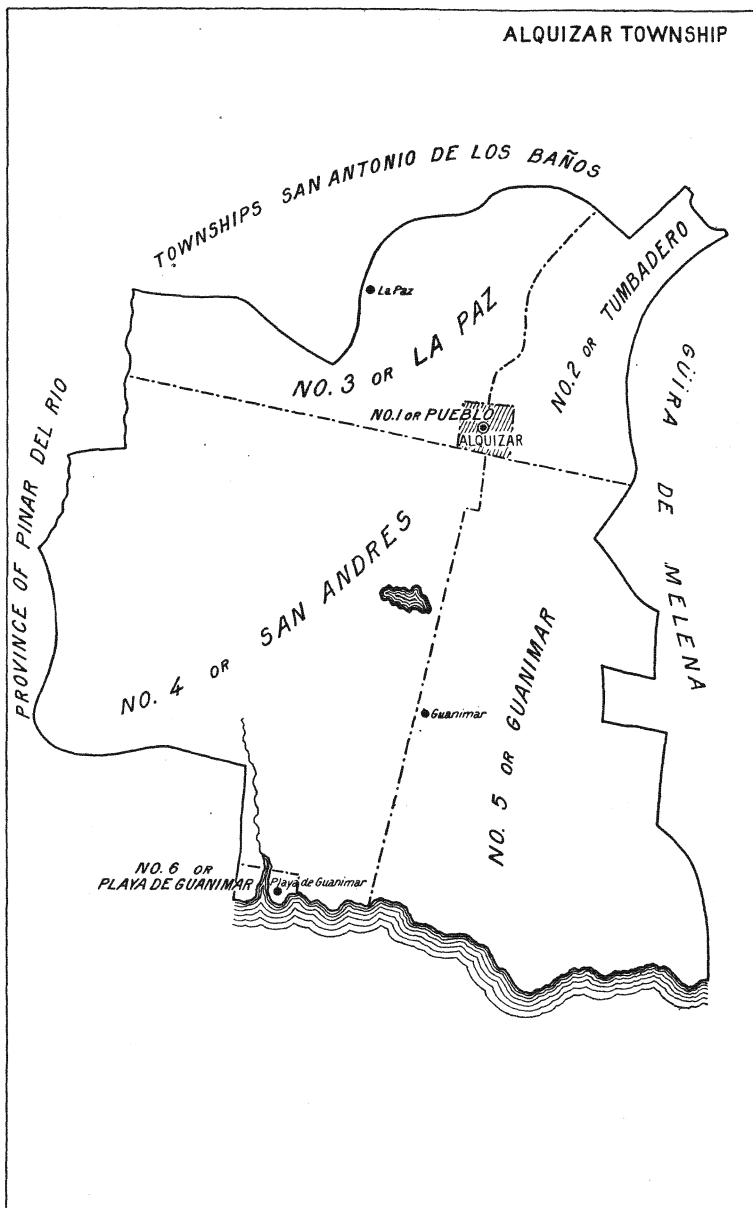 ALQUIZAR TOWNSHIP
TOWNSHIPS SAN ANTONIO DE LOS BAÑOS
La Paz
NO. 3 OR LA PAZ
NO. 2 OR TUMBADERO
NO. 1 OR PUEBLO
ALQUIZAR
GÜIRA DE MELENA
PROVINCE OF PINAR DEL RIO
NO. 4 OR SAN ANDRES
Guanimar
NO. 5 OR GUANIMAR
NO. 6 OR
PLAYA DE GUANIMAR
Playa de Guanimar